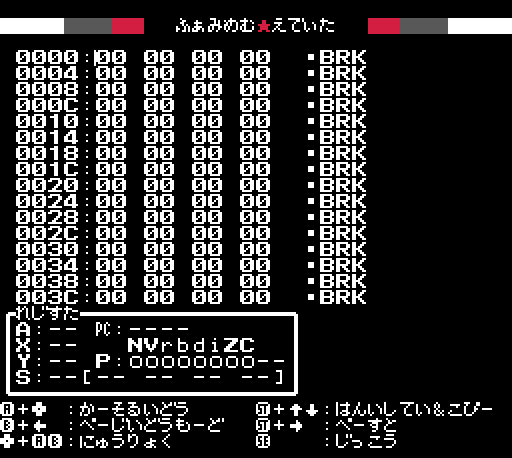 ふぁみめむ★えでぃた
0000:00 00 00 00 ▪BRK
0004:00 00 00 00 ▪BRK
0008:00 00 00 00 ▪BRK
000C:00 00 00 00 ▪BRK
0010:00 00 00 00 ▪BRK
0014:00 00 00 00 ▪BRK
0018:00 00 00 00 ▪BRK
001C:00 00 00 00 ▪BRK
0020:00 00 00 00 ▪BRK
0024:00 00 00 00 ▪BRK
0028:00 00 00 00 ▪BRK
002C:00 00 00 00 ▪BRK
0030:00 00 00 00 ▪BRK
0034:00 00 00 00 ▪BRK
0038:00 00 00 00 ▪BRK
003C:00 00 00 00 ▪BRK
れじすた
A:-- PC:----
X:-- NVrbdiZC
Y:-- P:00000000--
S:--[-- -- -- --]
A+✚ :かーそるいどう ST+↑↓:はんいしてい&こぴー
B+← :ぺーじいどうもーど ST+→ :ぺーすと
✚+AB:にゅうりょく SE :じっこう